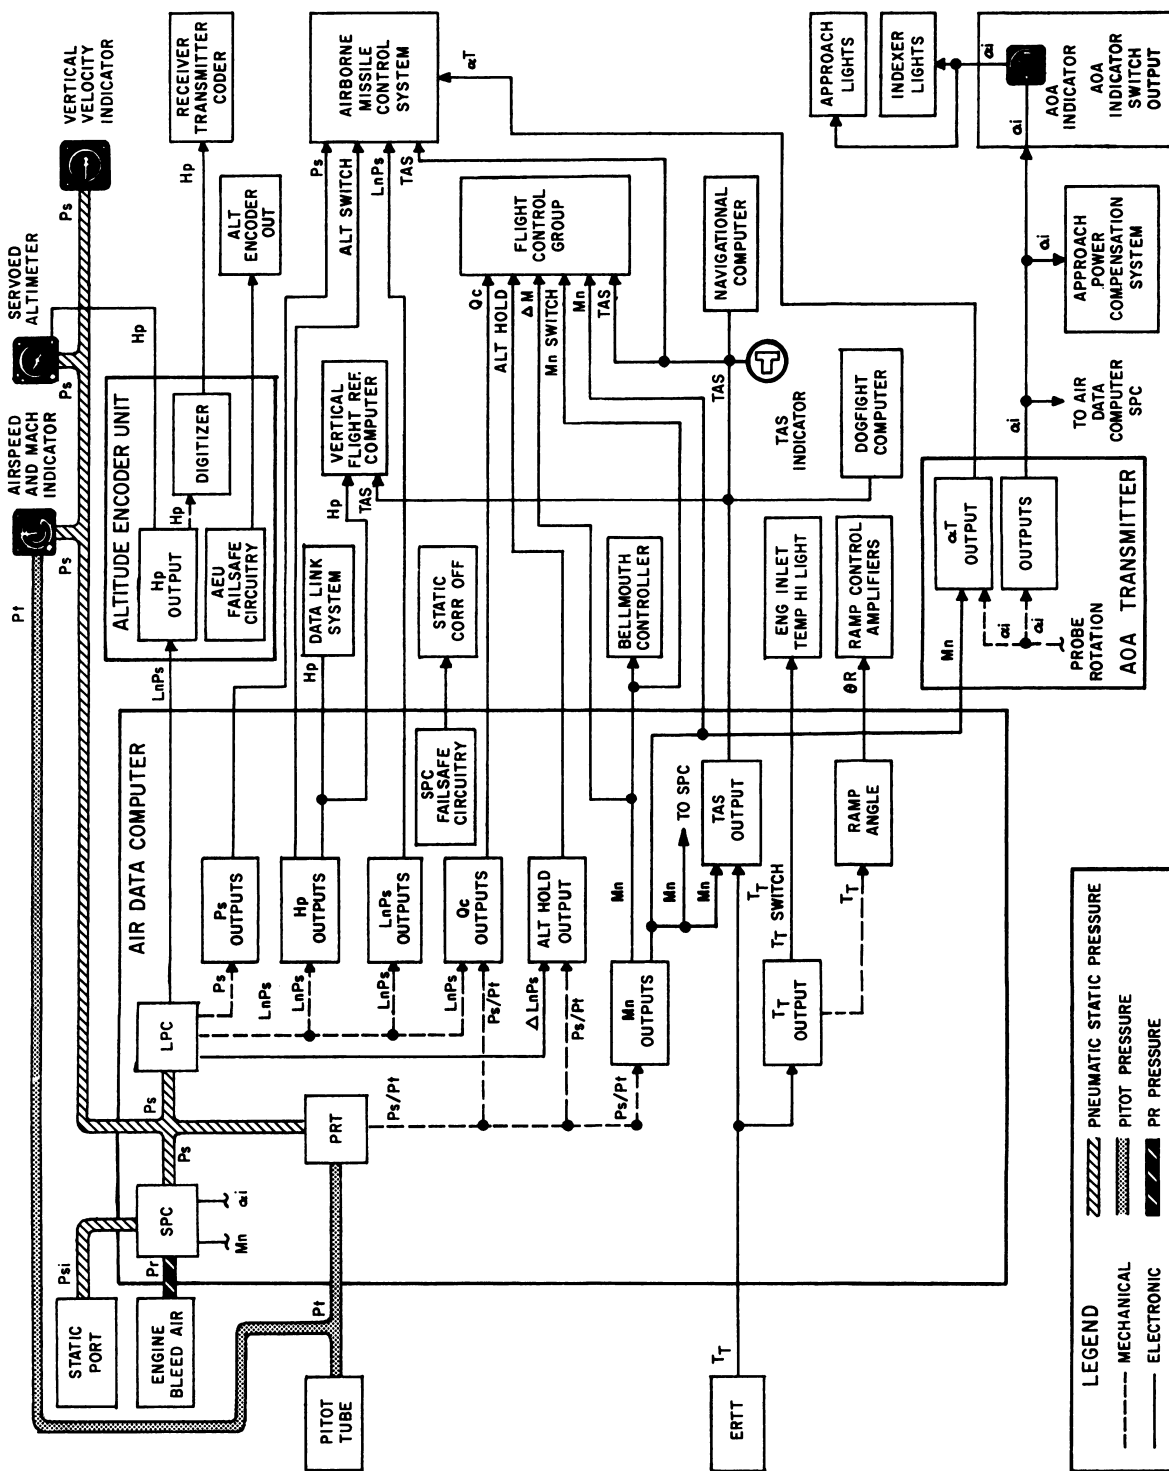 AIRSPEED
AND MACH
INDICATOR
SERVOED
ALTIMETER
VERTICAL
VELOCITY
INDICATOR
Pt
Ps
Ps
Ps
Hp
STATIC
PORT
Psi
ENGINE
BLEED AIR
Pr
SPC
Mn
αi
Ps
Ps
PITOT
TUBE
Pt
PRT
Ps/Pt
AIR DATA COMPUTER
LPC
LnPs
Ps
Ps
OUTPUTS
LnPs
Hp
OUTPUTS
LnPs
LnPs
OUTPUTS
LnPs
Ps/Pt
Qc
OUTPUTS
Δ LnPs
Ps/Pt
ALT HOLD
OUTPUT
Ps/Pt
Mn
OUTPUTS
Mn
Mn
Mn
TO SPC
SPC
FAILSAFE
CIRCUITRY
STATIC
CORR OFF
ERTT
TT
TT
TAS
OUTPUT
TT
OUTPUT
TT SWITCH
TT
RAMP
ANGLE
θR
ALTITUDE ENCODER UNIT
Hp
OUTPUT
Hp
DIGITIZER
AEU
FAILSAFE
CIRCUITRY
Hp
RECEIVER
TRANSMITTER
CODER
ALT
ENCODER
OUT
Hp
DATA LINK
SYSTEM
Hp
TAS
VERTICAL
FLIGHT REF.
COMPUTER
Ps
ALT SWITCH
LnPs
TAS
αT
AIRBORNE
MISSILE
CONTROL
SYSTEM
Qc
ALT HOLD
Δ M
Mn SWITCH
Mn
TAS
FLIGHT
CONTROL
GROUP
BELLMOUTH
CONTROLLER
TAS
NAVIGATIONAL
COMPUTER
T
TAS
INDICATOR
ENG INLET
TEMP HI LIGHT
RAMP CONTROL
AMPLIFIERS
DOGFIGHT
COMPUTER
Mn
αT
OUTPUT
αi
αi
OUTPUTS
PROBE
ROTATION
AOA TRANSMITTER
αi
TO AIR
DATA
COMPUTER
SPC
αi
APPROACH
POWER
COMPENSATION
SYSTEM
αi
αi
APPROACH
LIGHTS
INDEXER
LIGHTS
AOA
INDICATOR
AOA
INDICATOR
SWITCH
OUTPUT
LEGEND
MECHANICAL
ELECTRONIC
PNEUMATIC STATIC PRESSURE
PITOT PRESSURE
PR PRESSURE